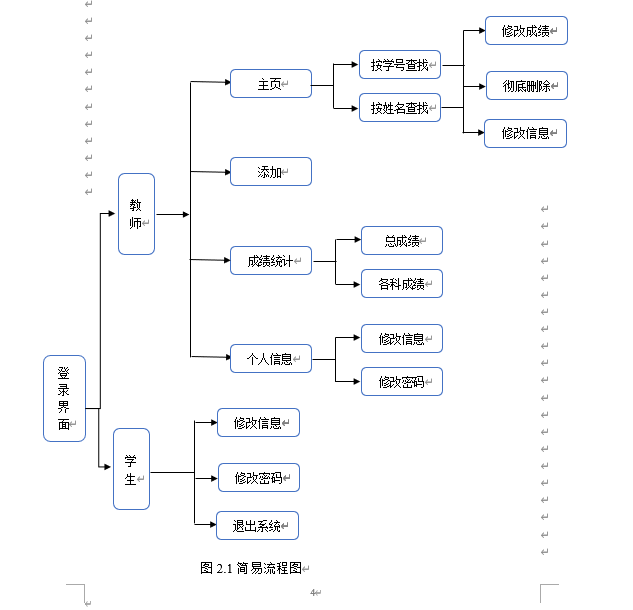 修改成绩
按学号查找
主页
彻底删除
按姓名查找
修改信息
添加
教
师
总成绩
成绩统计
各科成绩
修改信息
个人信息
修改密码
登
录
界
面
修改信息
学
生
修改密码
退出系统
图 2.1 简易流程图
4